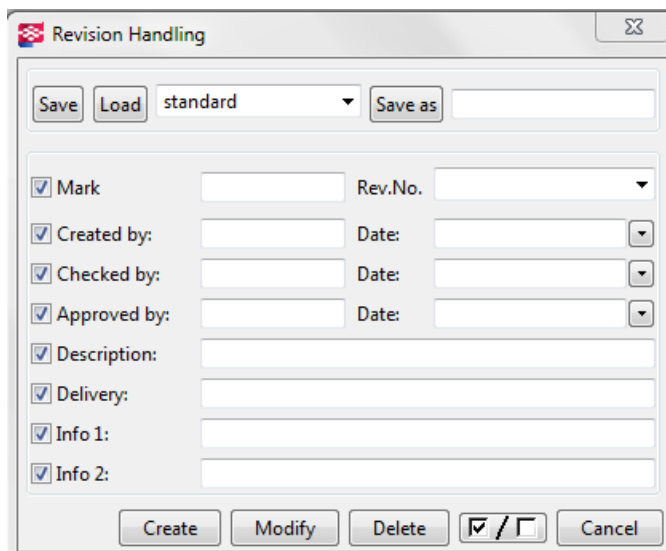 Revision Handling
Save Load standard Save as
Mark Rev.No.
Created by: Date:
Checked by: Date:
Approved by: Date:
Description:
Delivery:
Info 1:
Info 2:
Create Modify Delete / Cancel